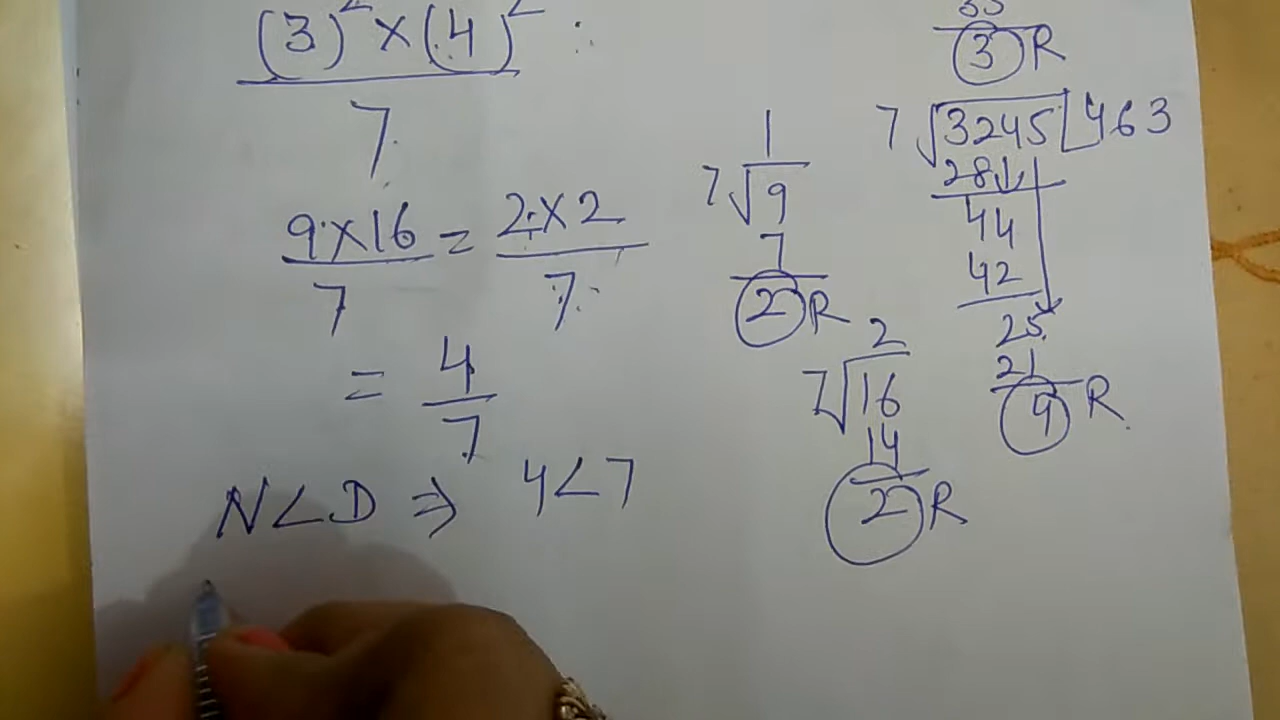 (3)² × (4)²
7
9×16 = 2×2
7 7
= 4
7
N<D ⇒ 4<7
1
7√9
7
2 R
2
7√16
14
2 R
3 R
7√3245 463
28↓
44
42
25
21
4 R